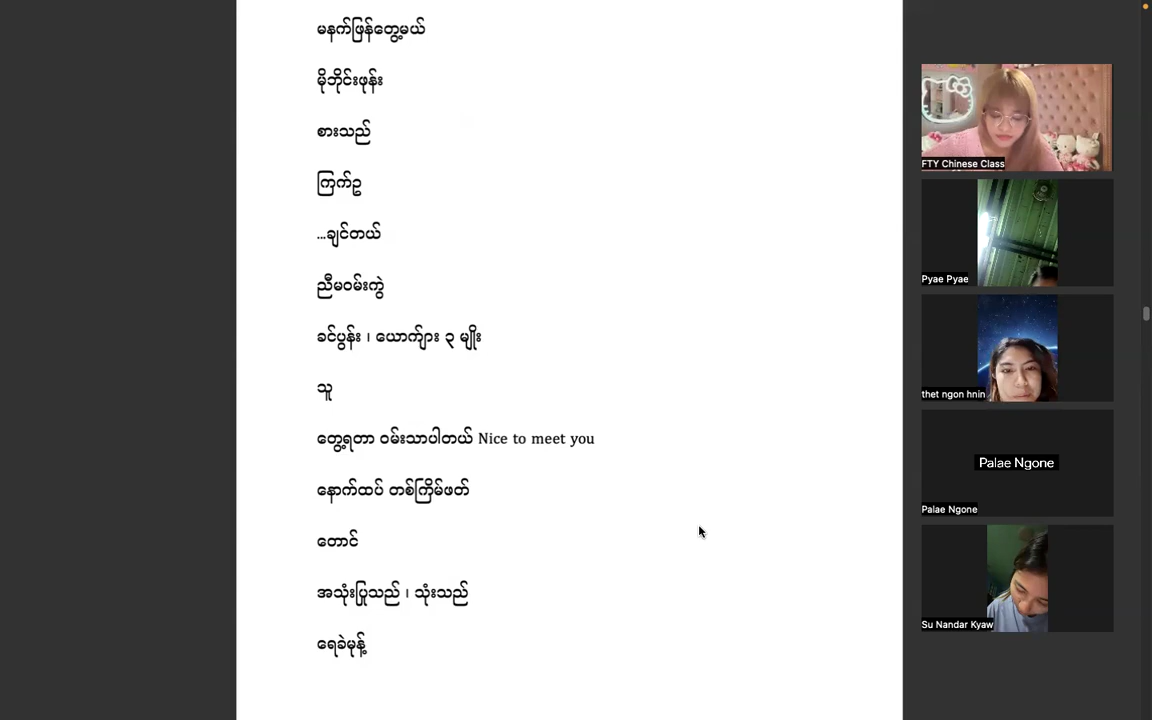 မနက်ဖြန်တွေ့မယ်
မိုဘိုင်းဖုန်း
စားသည်
ကြက်ဥ
...ချင်တယ်
ညီမဝမ်းကွဲ
ခင်ပွန်း ၊ ယောက်ျား ၃ မျိုး
သူ
တွေ့ရတာ ဝမ်းသာပါတယ် Nice to meet you
နောက်ထပ် တစ်ကြိမ်ဖတ်
တောင်
အသုံးပြုသည် ၊ သုံးသည်
ရေခဲမုန့်
FTY Chinese Class
Pyae Pyae
thet ngon hnin
Palae Ngone
Palae Ngone
Su Nandar Kyaw